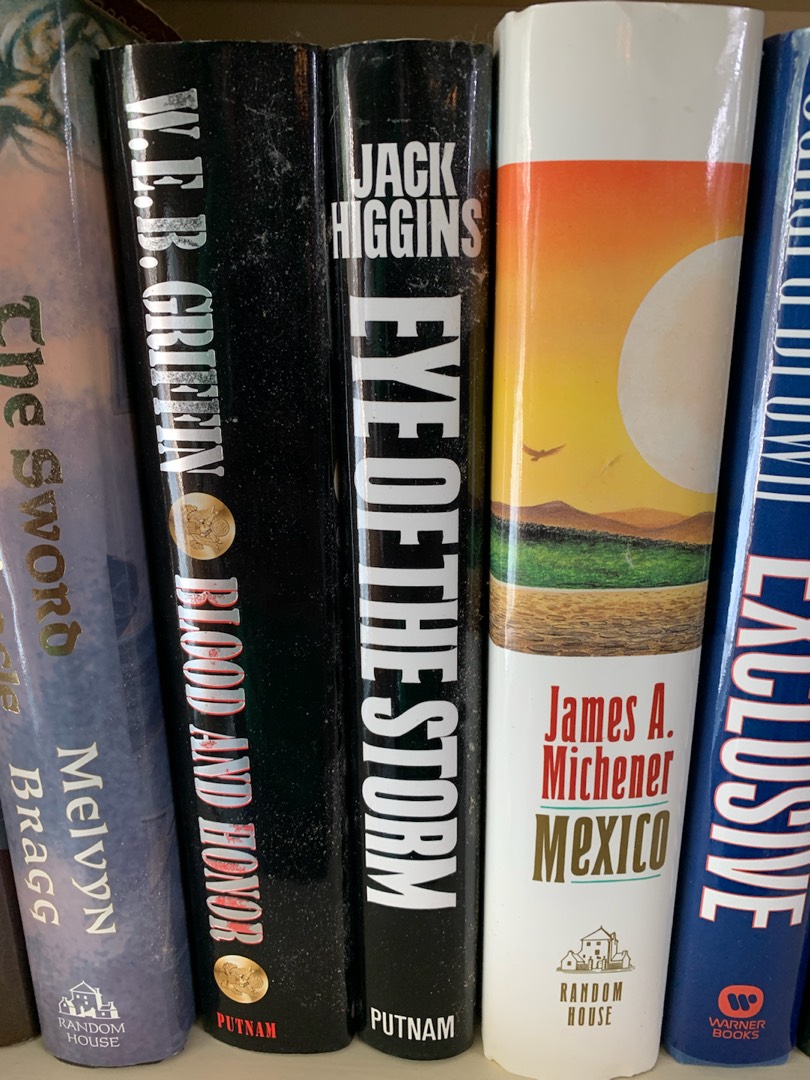 The Sword
Melvyn
Bragg
RANDOM
HOUSE
W.E.B. GRIFFIN
BLOOD AND HONOR
PUTNAM
JACK
HIGGINS
EYE OF THE STORM
PUTNAM
James A.
Michener
MEXICO
RANDOM
HOUSE
Brown
EXCLUSIVE
WARNER
BOOKS